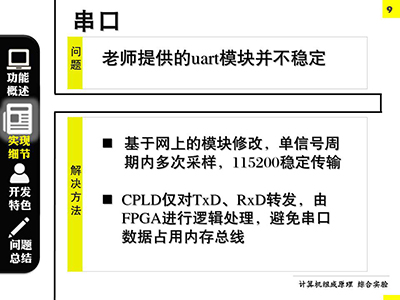 串口
9
问题
老师提供的uart模块并不稳定
功能
概述
实现
细节
开发
特色
问题
总结
解决方法
■ 基于网上的模块修改，单信号周
期内多次采样，115200稳定传输
■ CPLD仅对TxD、RxD转发，由
FPGA进行逻辑处理，避免串口
数据占用内存总线
计算机组成原理 综合实验